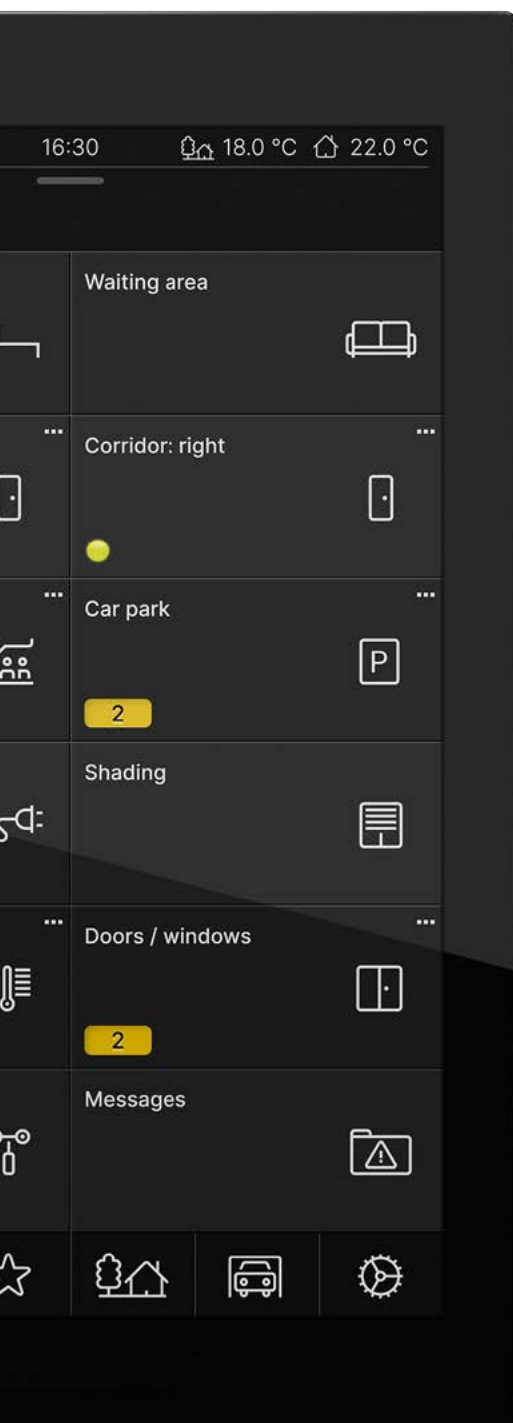 16:30 18.0 °C 22.0 °C
Waiting area
Corridor: right
Car park
P
2
Shading
Doors / windows
2
Messages